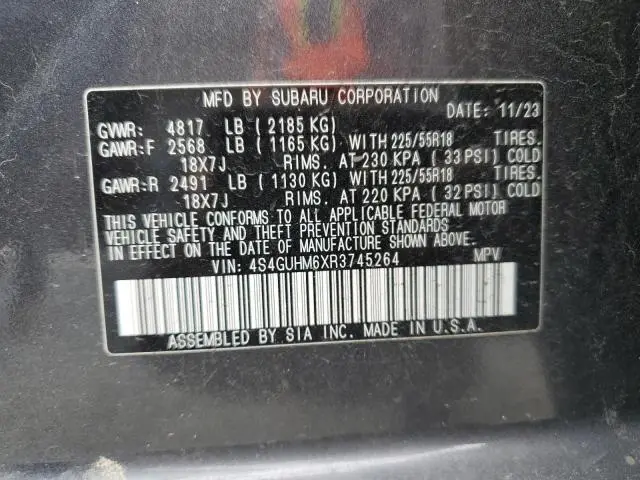 MFD BY SUBARU CORPORATION
DATE: 11/23
GVWR: 4817 LB (2185 KG)
GAWR:F 2568 LB (1165 KG) WITH 225/55R18 TIRES.
18X7J RIMS. AT 230 KPA (33 PSI) COLD
GAWR:R 2491 LB (1130 KG) WITH 225/55R18 TIRES.
18X7J RIMS. AT 220 KPA (32 PSI) COLD
THIS VEHICLE CONFORMS TO ALL APPLICABLE FEDERAL MOTOR
VEHICLE SAFETY AND THEFT PREVENTION STANDARDS
IN EFFECT ON THE DATE OF MANUFACTURE SHOWN ABOVE.
VIN: 4S4GUHM6XR3745264 MPV
ASSEMBLED BY SIA INC. MADE IN U.S.A.